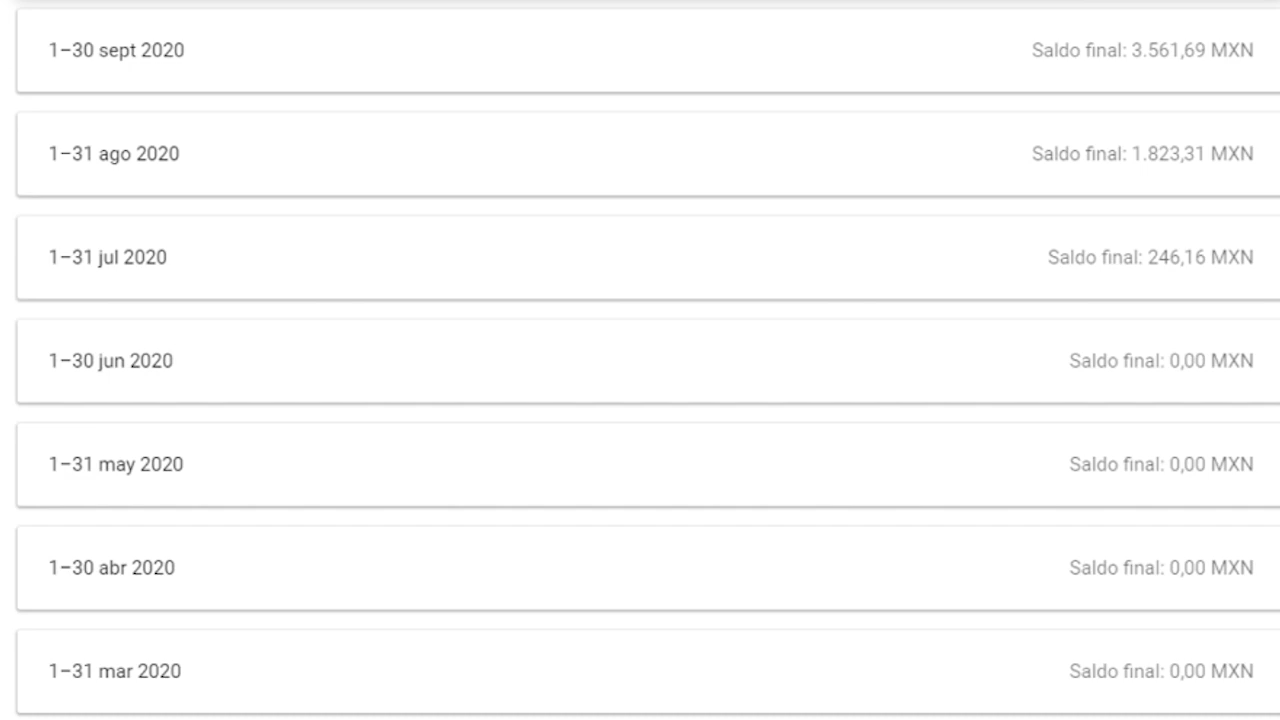 1–30 sept 2020 Saldo final: 3.561,69 MXN
1–31 ago 2020 Saldo final: 1.823,31 MXN
1–31 jul 2020 Saldo final: 246,16 MXN
1–30 jun 2020 Saldo final: 0,00 MXN
1–31 may 2020 Saldo final: 0,00 MXN
1–30 abr 2020 Saldo final: 0,00 MXN
1–31 mar 2020 Saldo final: 0,00 MXN